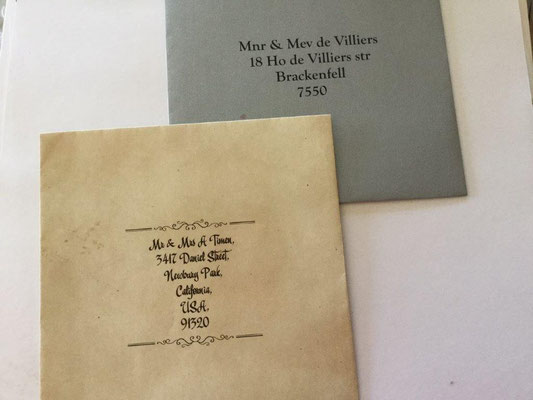 Mnr & Mev de Villiers
18 Ho de Villiers str
Brackenfell
7550
Mr & Mrs A Timen,
3417 Daniel Street,
Newbury Park,
California,
USA,
91320